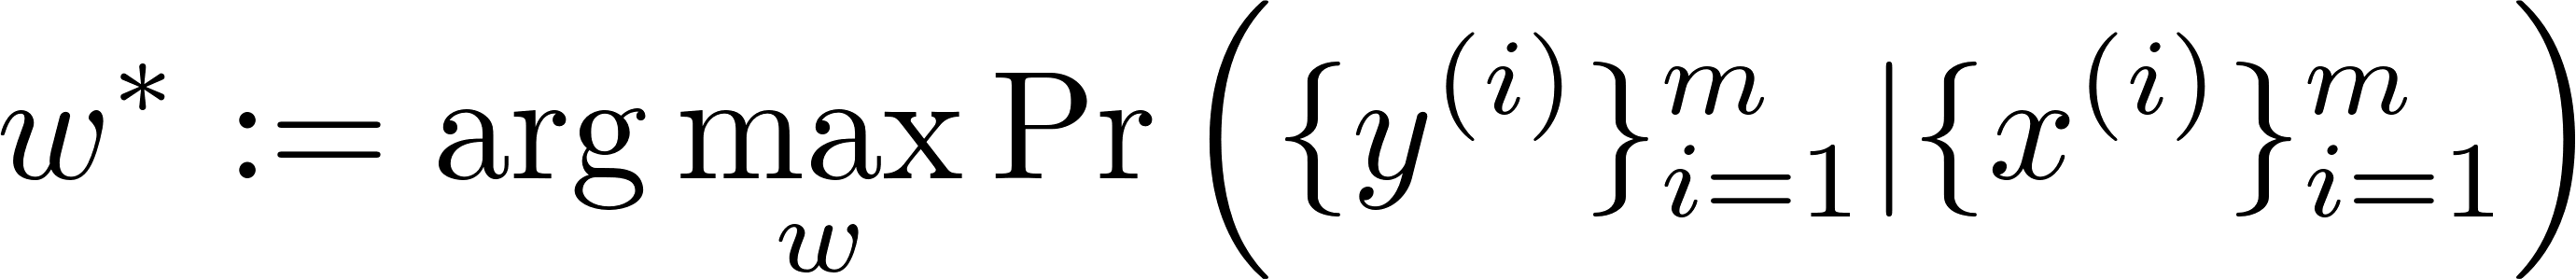 w^* := \arg\max_w \Pr\left(\{y^{(i)}\}_{i=1}^m | \{x^{(i)}\}_{i=1}^m\right)